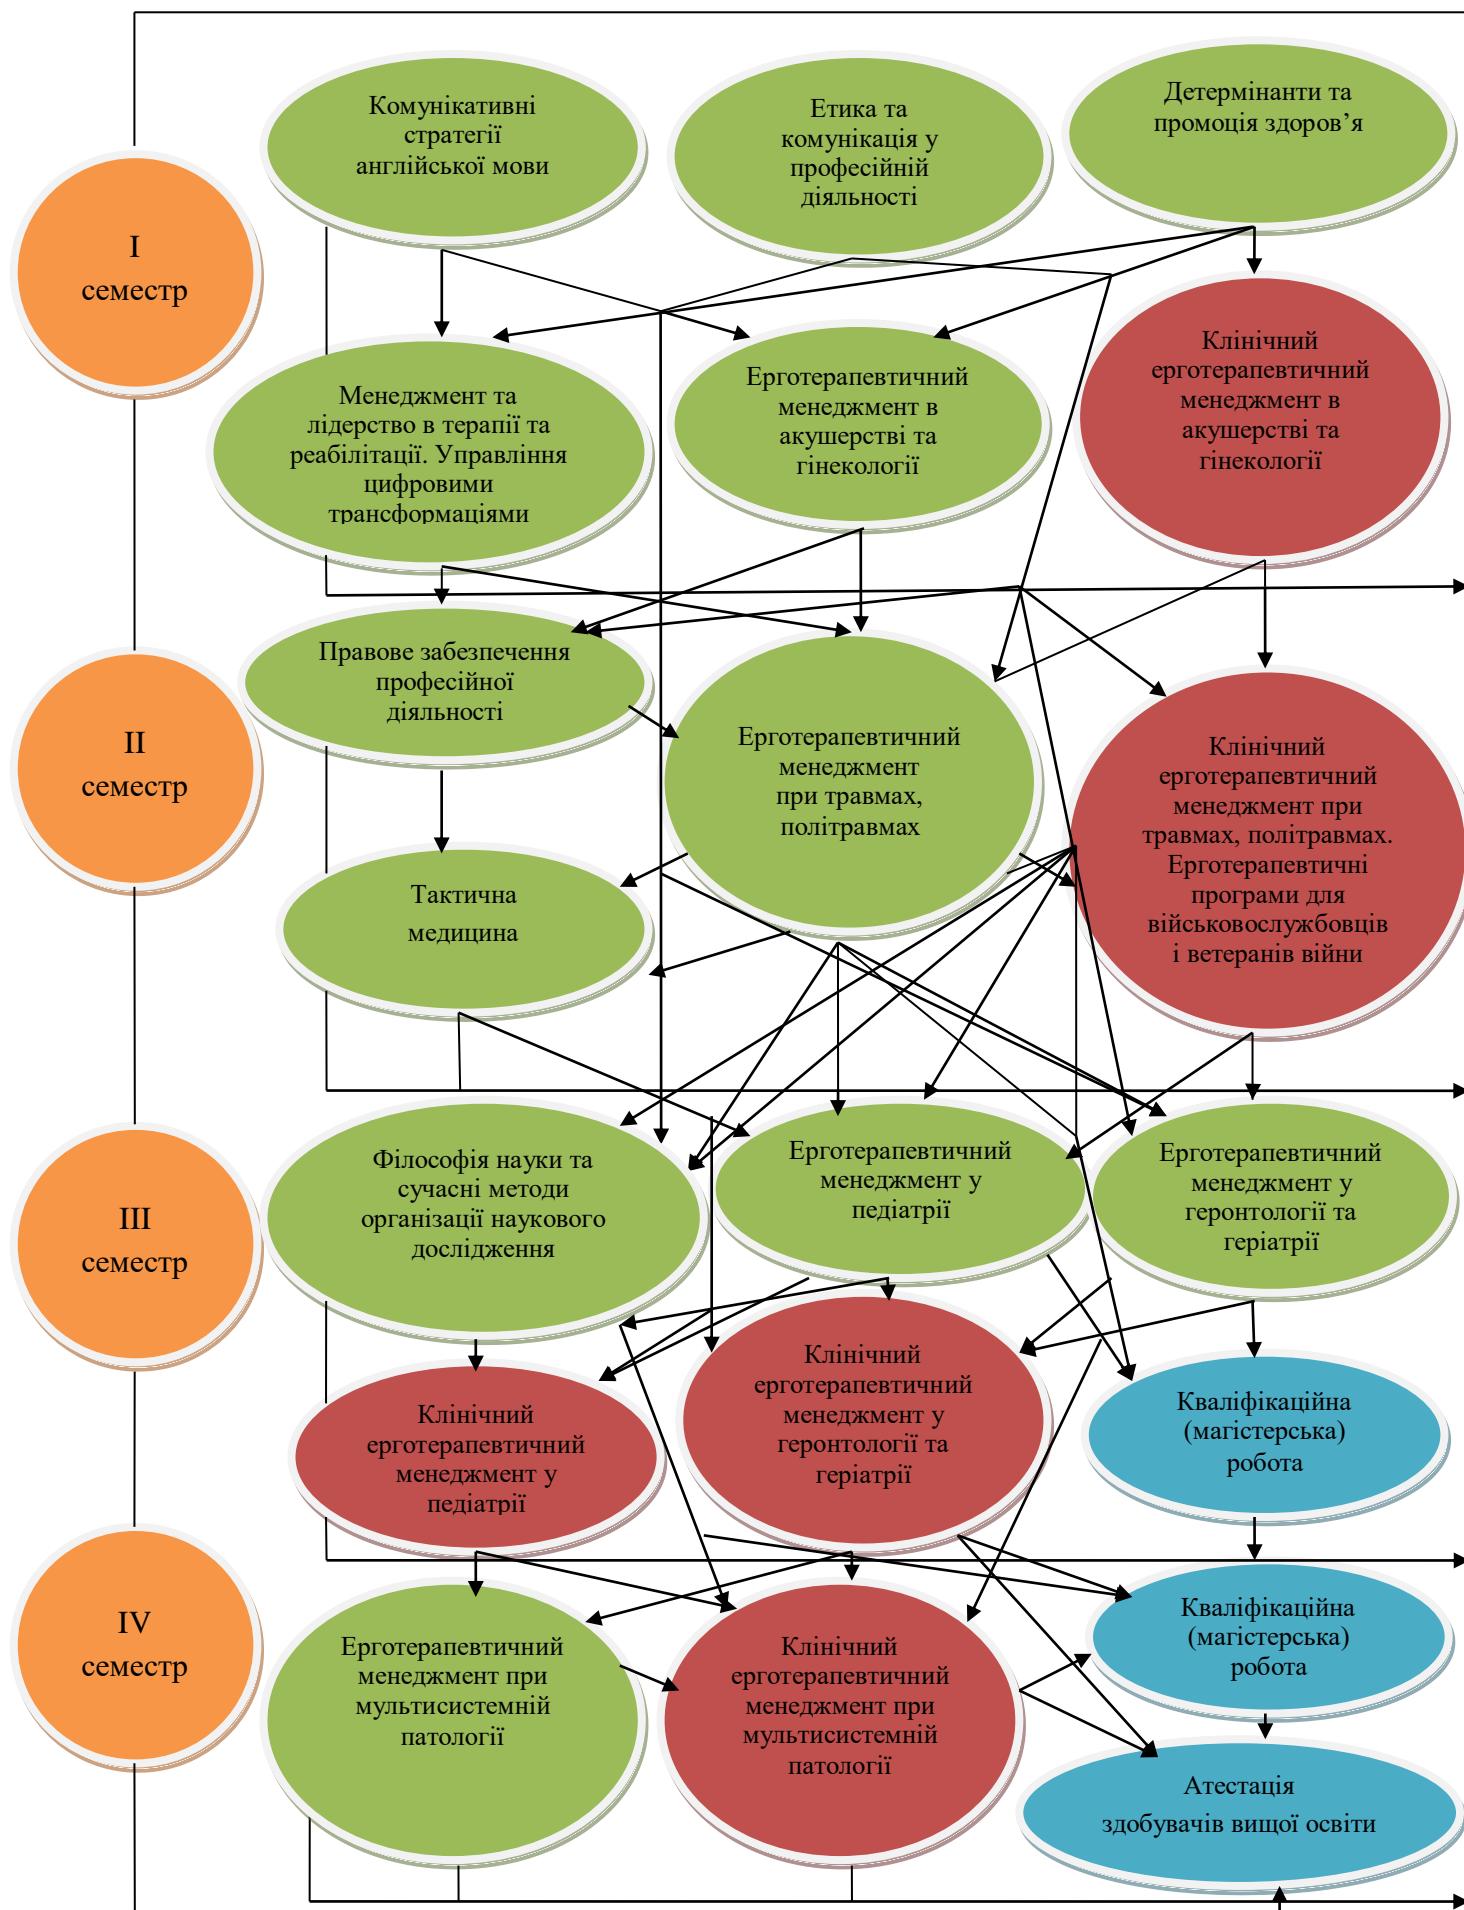 Комунікативні
стратегії
англійської мови
Етика та
комунікація у
професійній
діяльності
Детермінанти та
промоція здоров’я
I
семестр
Менеджмент та
лідерство в терапії та
реабілітації. Управління
цифровими
трансформаціями
Ерготерапевтичний
менеджмент в
акушерстві та
гінекології
Клінічний
ерготерапевтичний
менеджмент в
акушерстві та
гінекології
II
семестр
Правове забезпечення
професійної
діяльності
Ерготерапевтичний
менеджмент
при травмах,
політравмах
Клінічний
ерготерапевтичний
менеджмент при
травмах, політравмах.
Ерготерапевтичні
програми для
військовослужбовців
і ветеранів війни
Тактична
медицина
III
семестр
Філософія науки та
сучасні методи
організації наукового
дослідження
Ерготерапевтичний
менеджмент у
педіатрії
Ерготерапевтичний
менеджмент у
геронтології та
геріатрії
Клінічний
ерготерапевтичний
менеджмент у
педіатрії
Клінічний
ерготерапевтичний
менеджмент у
геронтології та
геріатрії
Кваліфікаційна
(магістерська)
робота
IV
семестр
Ерготерапевтичний
менеджмент при
мультисистемній
патології
Клінічний
ерготерапевтичний
менеджмент при
мультисистемній
патології
Кваліфікаційна
(магістерська)
робота
Атестація
здобувачів вищої освіти